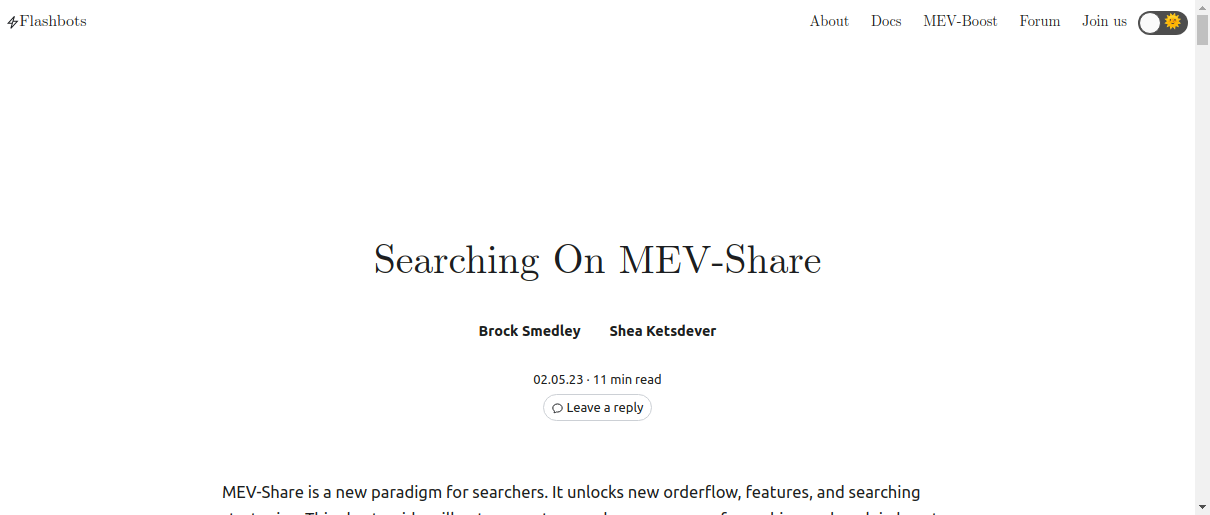 Flashbots
About Docs MEV-Boost Forum Join us
Searching On MEV-Share
Brock Smedley Shea Ketsdever
02.05.23 · 11 min read
Leave a reply
MEV-Share is a new paradigm for searchers. It unlocks new orderflow, features, and searching